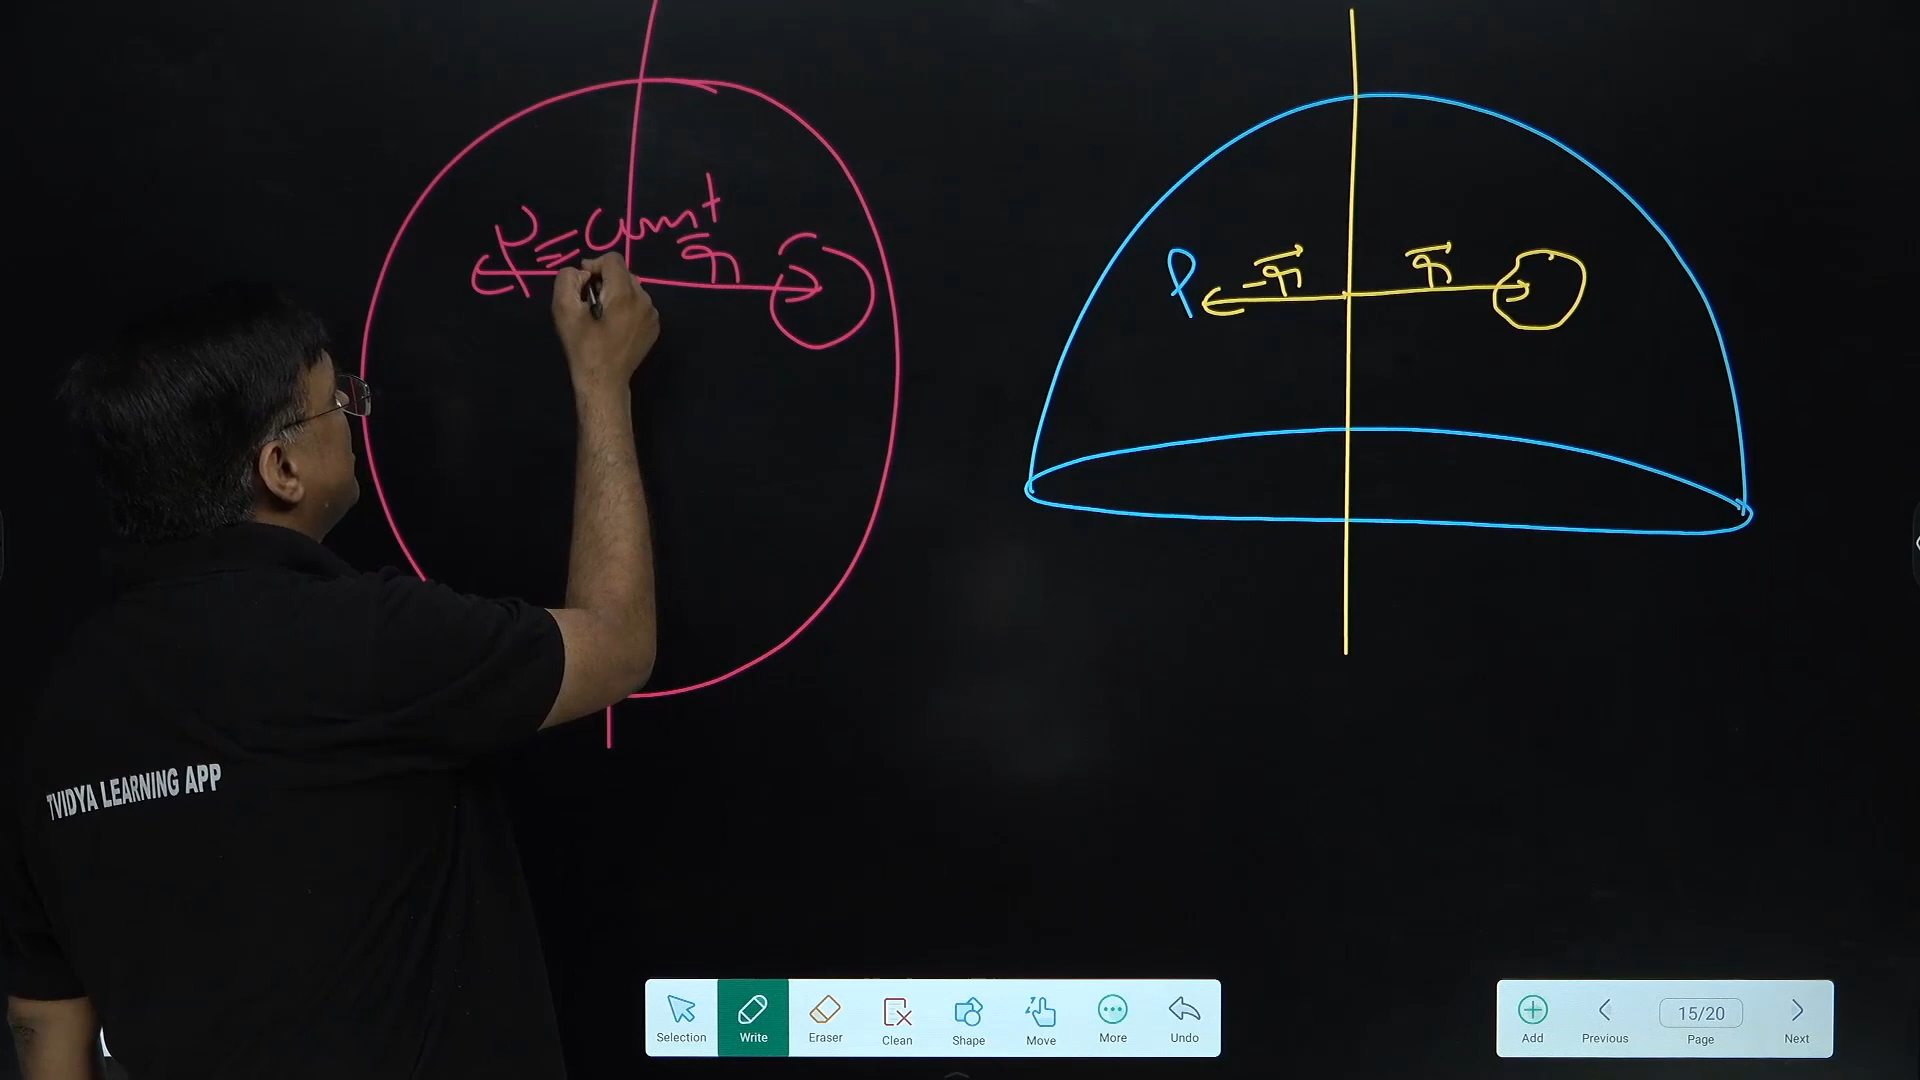 ρ = const
r
ρ
-r
r
TVIDYA LEARNING APP
Selection
Write
Eraser
Clean
Shape
Move
More
Undo
Add
Previous
15/20
Page
Next